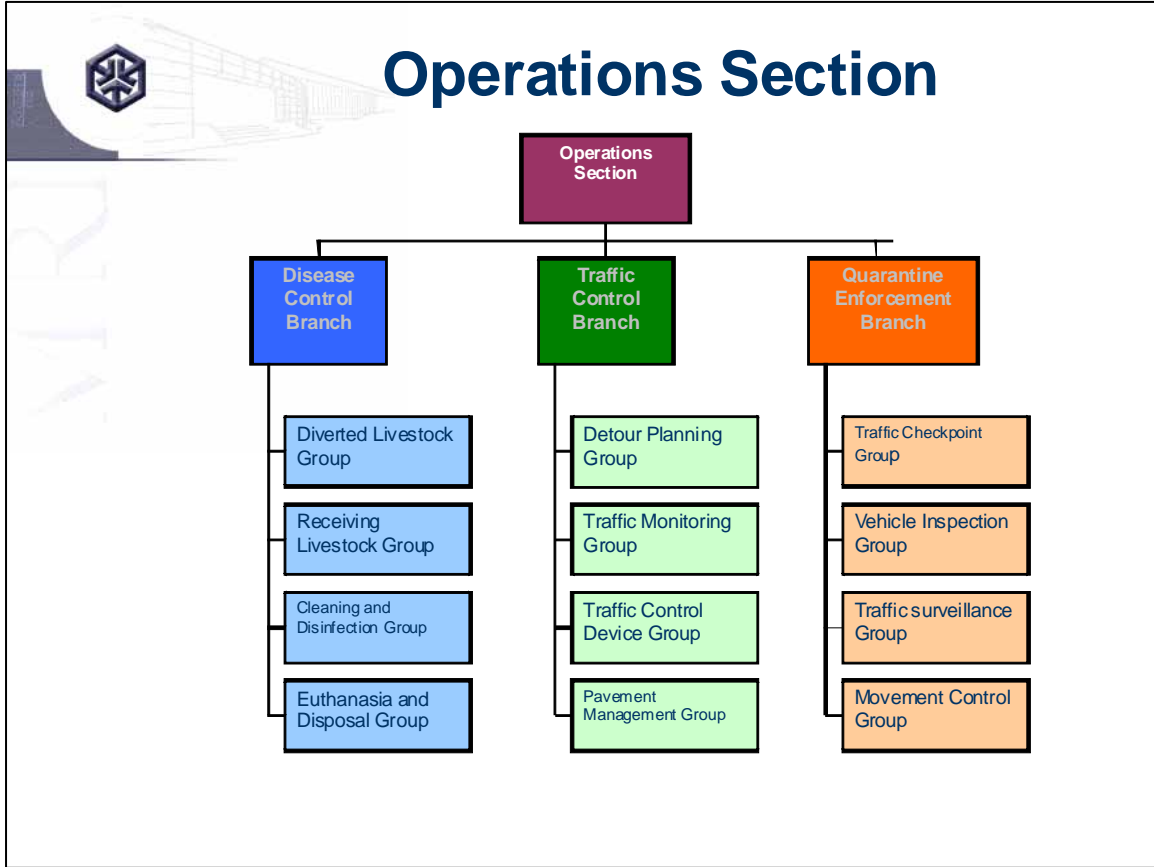 Operations Section
Operations
Section
Disease
Control
Branch
Traffic
Control
Branch
Quarantine
Enforcement
Branch
Diverted Livestock
Group
Receiving
Livestock Group
Cleaning and
Disinfection Group
Euthanasia and
Disposal Group
Detour Planning
Group
Traffic Monitoring
Group
Traffic Control
Device Group
Pavement
Management Group
Traffic Checkpoint
Group
Vehicle Inspection
Group
Traffic surveillance
Group
Movement Control
Group